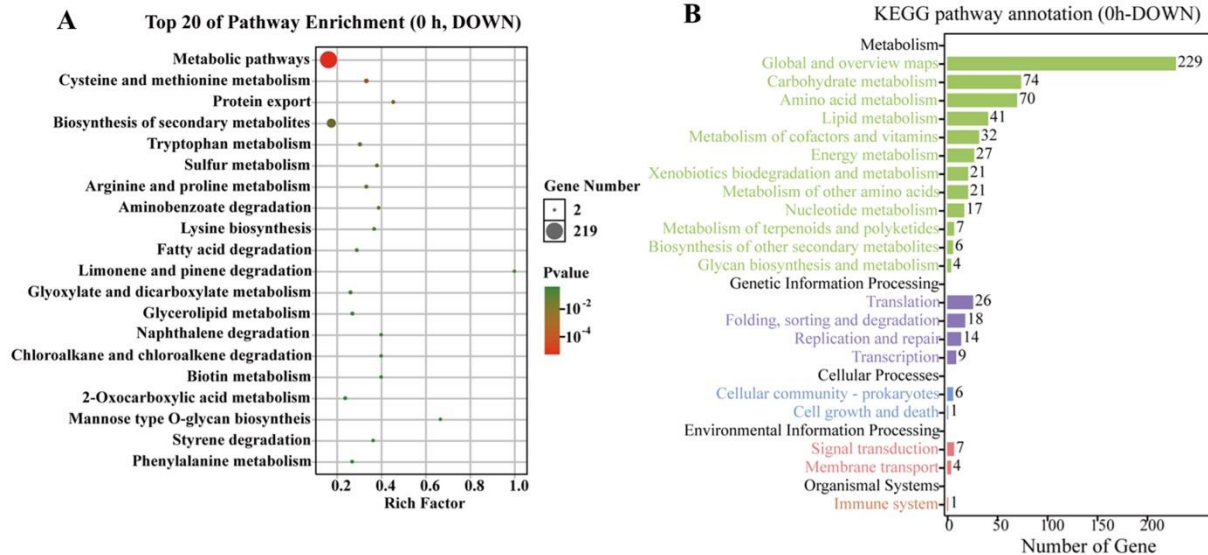 A
Top 20 of Pathway Enrichment (0 h, DOWN)
Metabolic pathways
Cysteine and methionine metabolism
Protein export
Biosynthesis of secondary metabolites
Tryptophan metabolism
Sulfur metabolism
Arginine and proline metabolism
Aminobenzoate degradation
Lysine biosynthesis
Fatty acid degradation
Limonene and pinene degradation
Glyoxylate and dicarboxylate metabolism
Glycerolipid metabolism
Naphthalene degradation
Chloroalkane and chloroalkene degradation
Biotin metabolism
2-Oxocarboxylic acid metabolism
Mannose type O-glycan biosyntheis
Styrene degradation
Phenylalanine metabolism
0.2 0.4 0.6 0.8 1.0
Rich Factor
Gene Number
2
219
Pvalue
10⁻²
10⁻⁴
B
KEGG pathway annotation (0h-DOWN)
Metabolism
Global and overview maps 229
Carbohydrate metabolism 74
Amino acid metabolism 70
Lipid metabolism 41
Metabolism of cofactors and vitamins 32
Energy metabolism 27
Xenobiotics biodegradation and metabolism 21
Metabolism of other amino acids 21
Nucleotide metabolism 17
Metabolism of terpenoids and polyketides 7
Biosynthesis of other secondary metabolites 6
Glycan biosynthesis and metabolism 4
Genetic Information Processing
Translation 26
Folding, sorting and degradation 18
Replication and repair 14
Transcription 9
Cellular Processes
Cellular community - prokaryotes 6
Cell growth and death 1
Environmental Information Processing
Signal transduction 7
Membrane transport 4
Organismal Systems
Immune system 1
0 50 100 150 200
Number of Gene